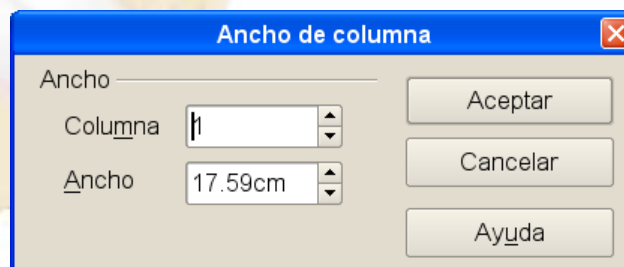 Ancho de columna
Ancho
Columna 1
Ancho 17.59cm
Aceptar
Cancelar
Ayuda